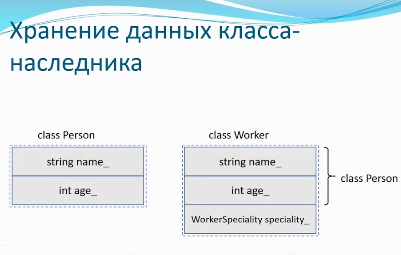 Хранение данных класса-
наследника
class Person
string name_
int age_
class Worker
string name_
int age_
WorkerSpeciality speciality_
class Person